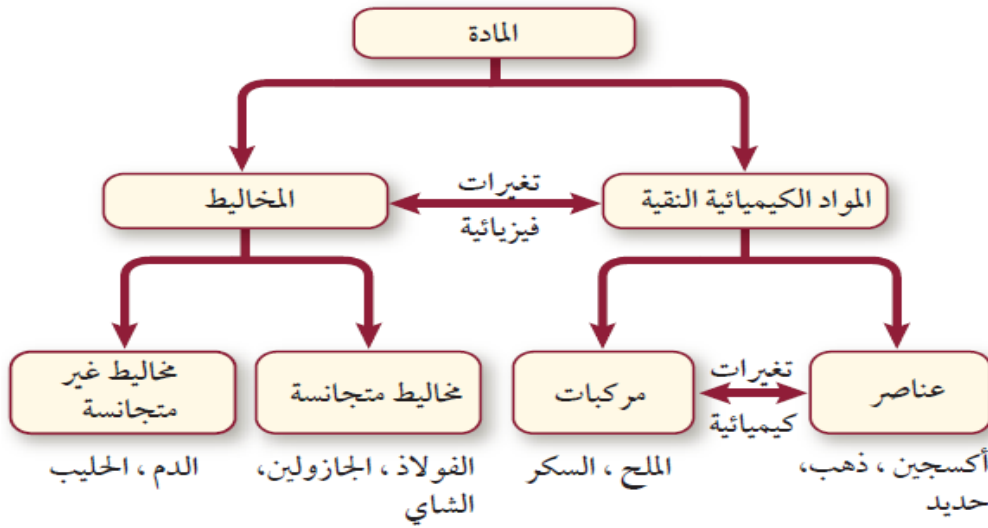 المادة
المواد الكيميائية النقية
تغيرات
فيزيائية
المخاليط
عناصر
تغيرات
كيميائية
مركبات
مخاليط متجانسة
مخاليط غير
متجانسة
أكسجين ، ذهب،
حديد
الملح ، السكر
الفولاذ ، الجازولين،
الشاي
الدم ، الحليب